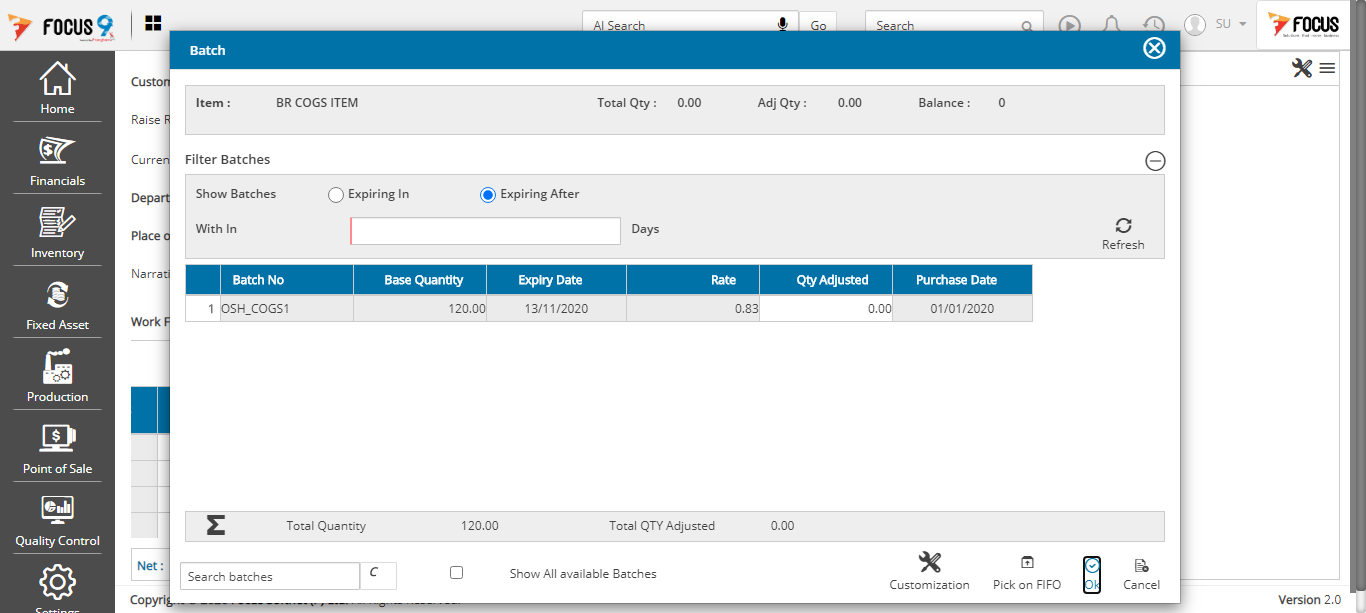 FOCUS 9
AI Search
Go
Search
SU
FOCUS
Batch
Home
Financials
Inventory
Fixed Asset
Production
Point of Sale
Quality Control
Settings
Custom
Raise R
Curren
Depart
Place o
Narrati
Work F
Net :
Item : BR COGS ITEM Total Qty : 0.00 Adj Qty : 0.00 Balance : 0
Filter Batches
Show Batches Expiring In Expiring After
With In Days
Refresh
Batch No Base Quantity Expiry Date Rate Qty Adjusted Purchase Date
1 OSH_COGS1 120.00 13/11/2020 0.83 0.00 01/01/2020
Σ Total Quantity 120.00 Total QTY Adjusted 0.00
Search batches C Show All available Batches
Customization Pick on FIFO Ok Cancel
Version 2.0